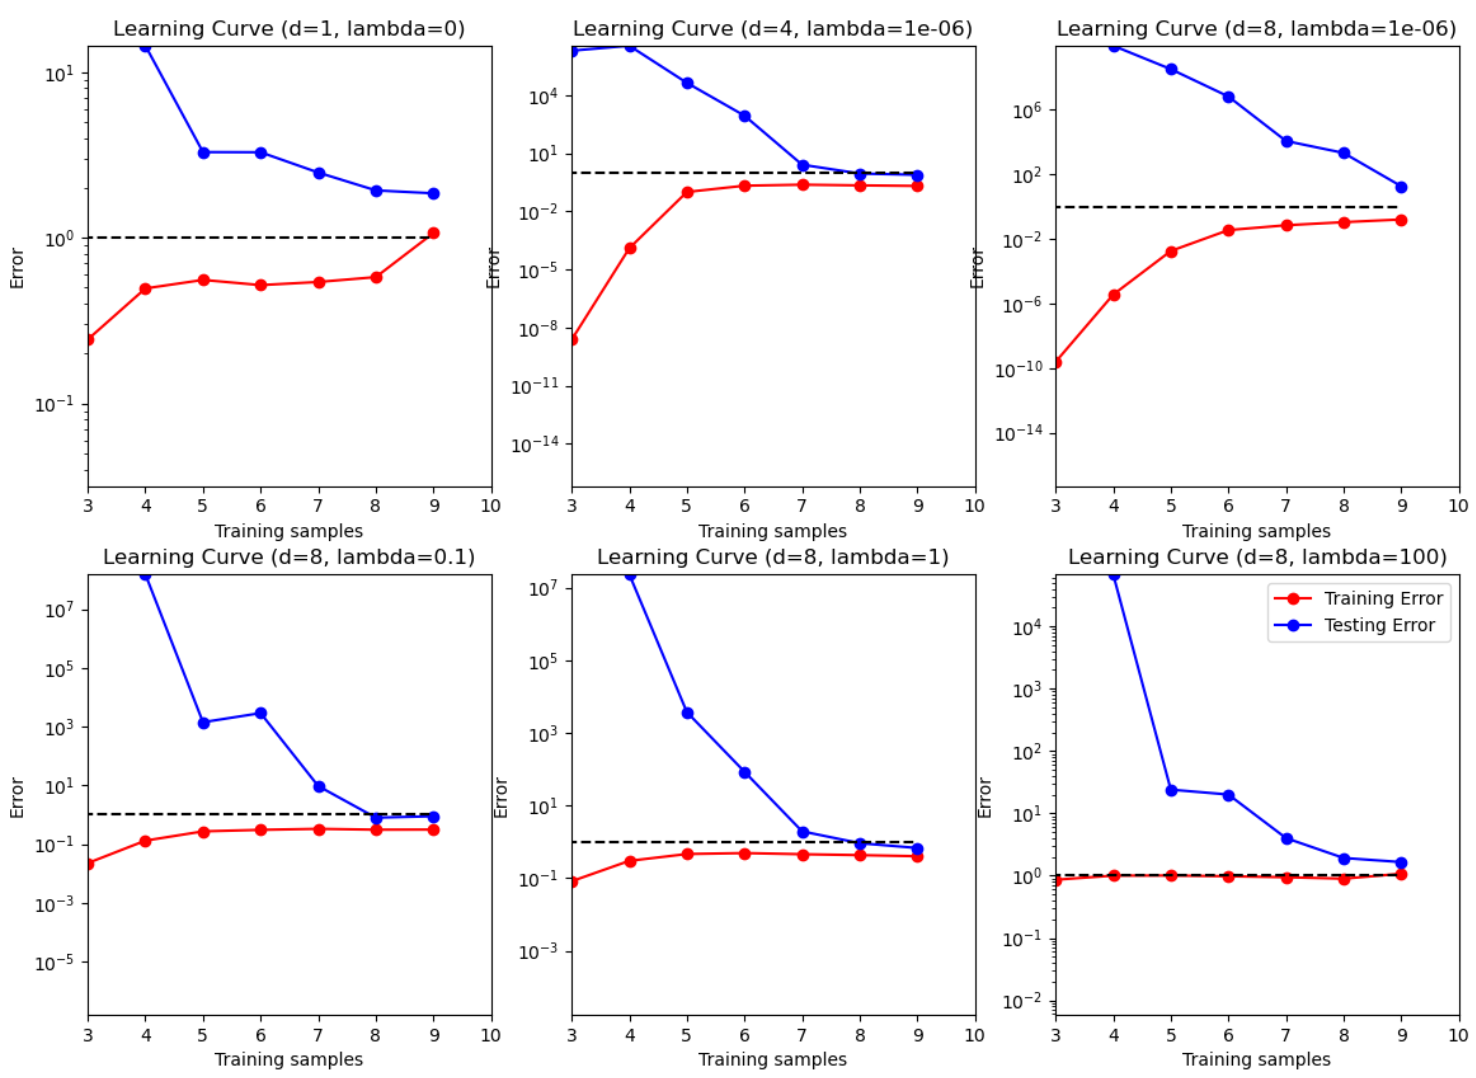 Learning Curve (d=1, lambda=0)
10^1
10^0
10^-1
Error
3 4 5 6 7 8 9 10
Training samples
Learning Curve (d=4, lambda=1e-06)
10^4
10^1
10^-2
10^-5
10^-8
10^-11
10^-14
Error
3 4 5 6 7 8 9 10
Training samples
Learning Curve (d=8, lambda=1e-06)
10^6
10^2
10^-2
10^-6
10^-10
10^-14
Error
3 4 5 6 7 8 9 10
Training samples
Learning Curve (d=8, lambda=0.1)
10^7
10^5
10^3
10^1
10^-1
10^-3
10^-5
Error
3 4 5 6 7 8 9 10
Training samples
Learning Curve (d=8, lambda=1)
10^7
10^5
10^3
10^1
10^-1
10^-3
Error
3 4 5 6 7 8 9 10
Training samples
Learning Curve (d=8, lambda=100)
Training Error
Testing Error
10^4
10^3
10^2
10^1
10^0
10^-1
10^-2
Error
3 4 5 6 7 8 9 10
Training samples